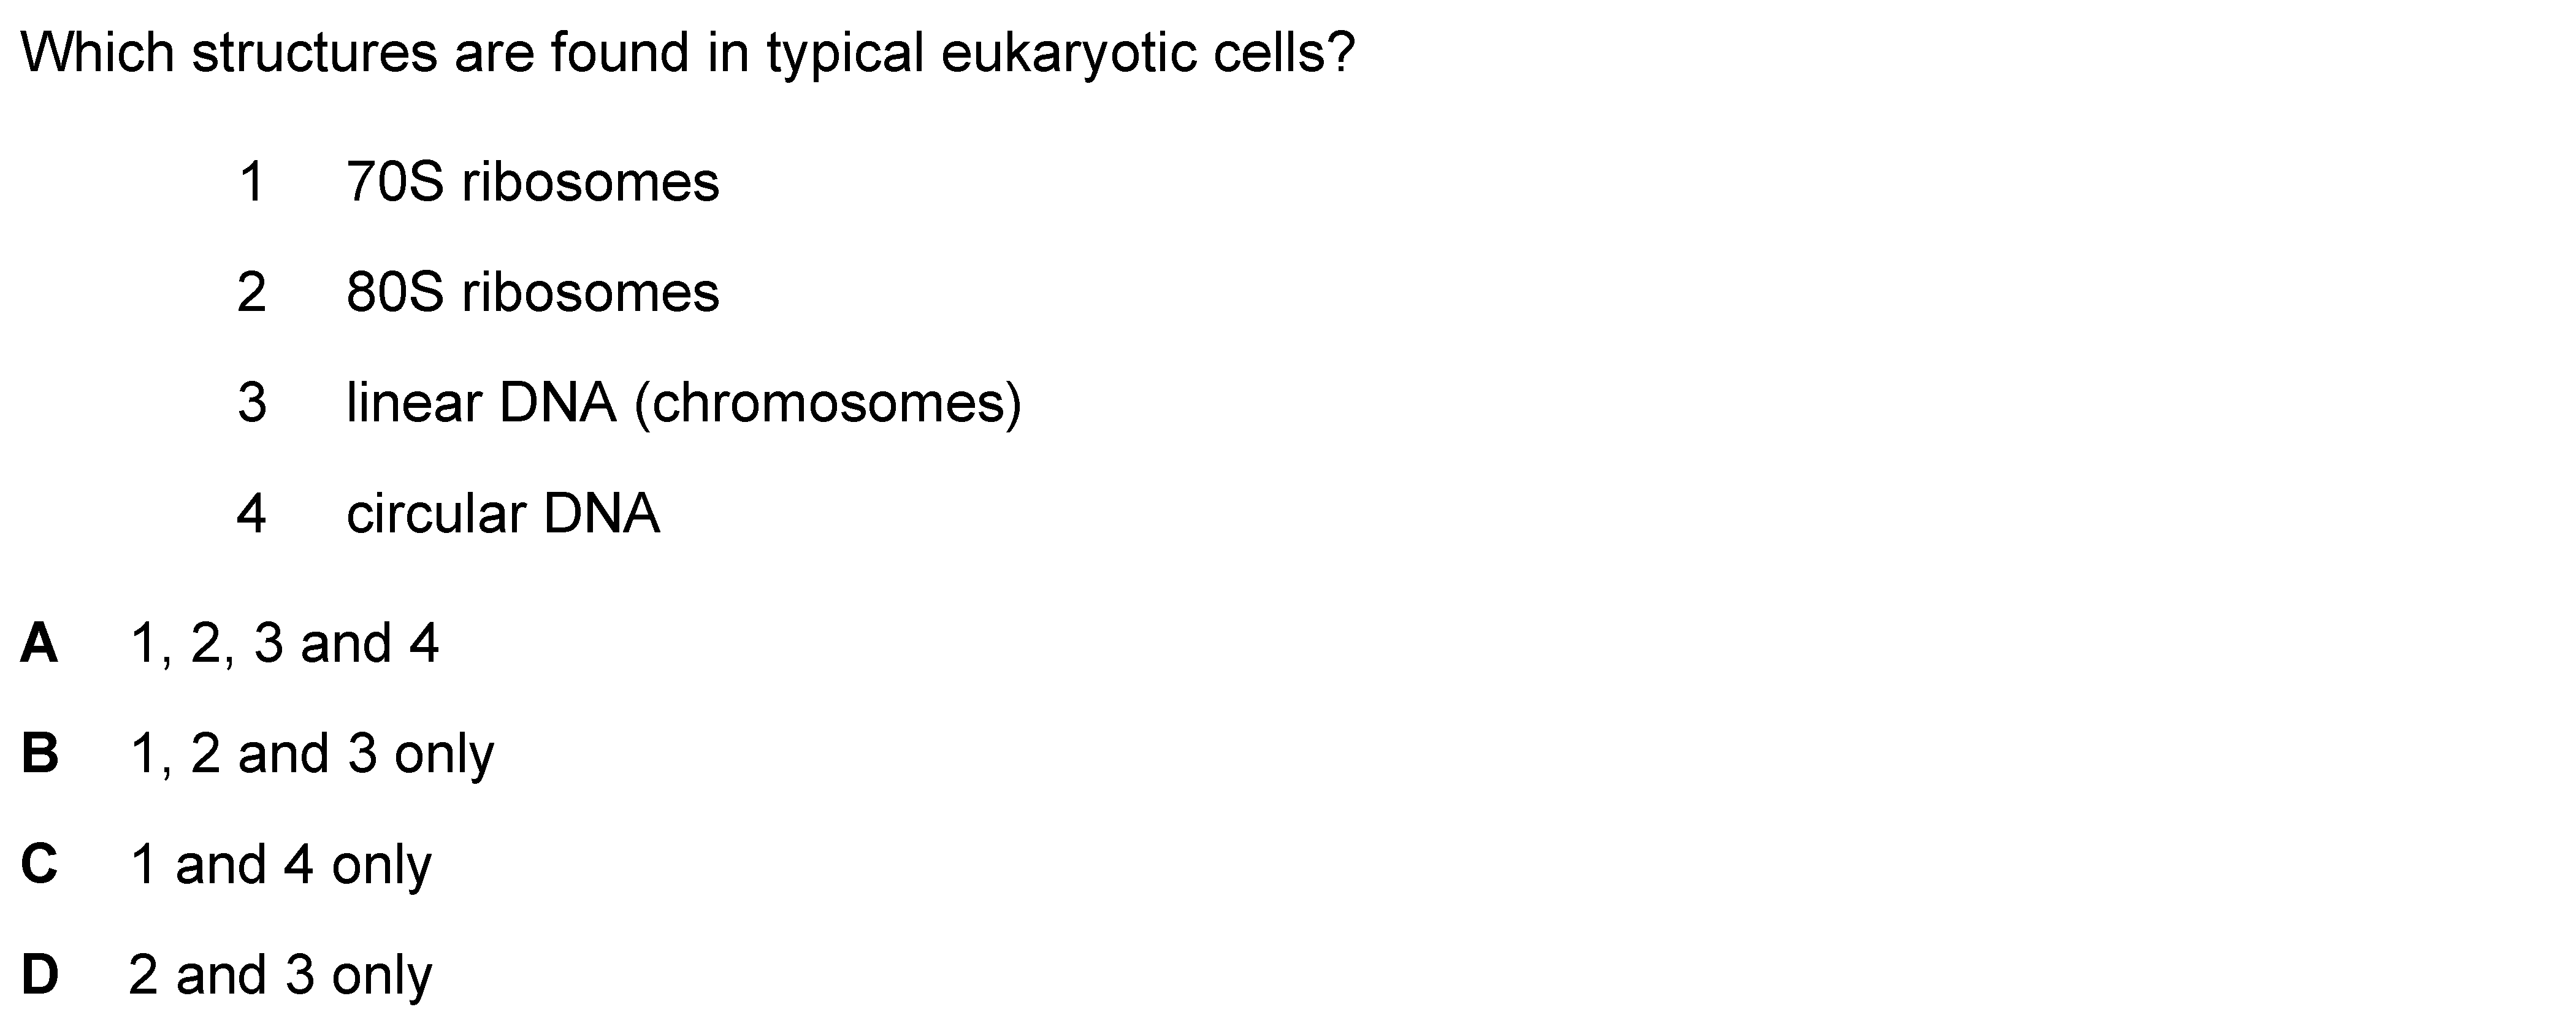 Which structures are found in typical eukaryotic cells?
1 70S ribosomes
2 80S ribosomes
3 linear DNA (chromosomes)
4 circular DNA
A 1, 2, 3 and 4
B 1, 2 and 3 only
C 1 and 4 only
D 2 and 3 only